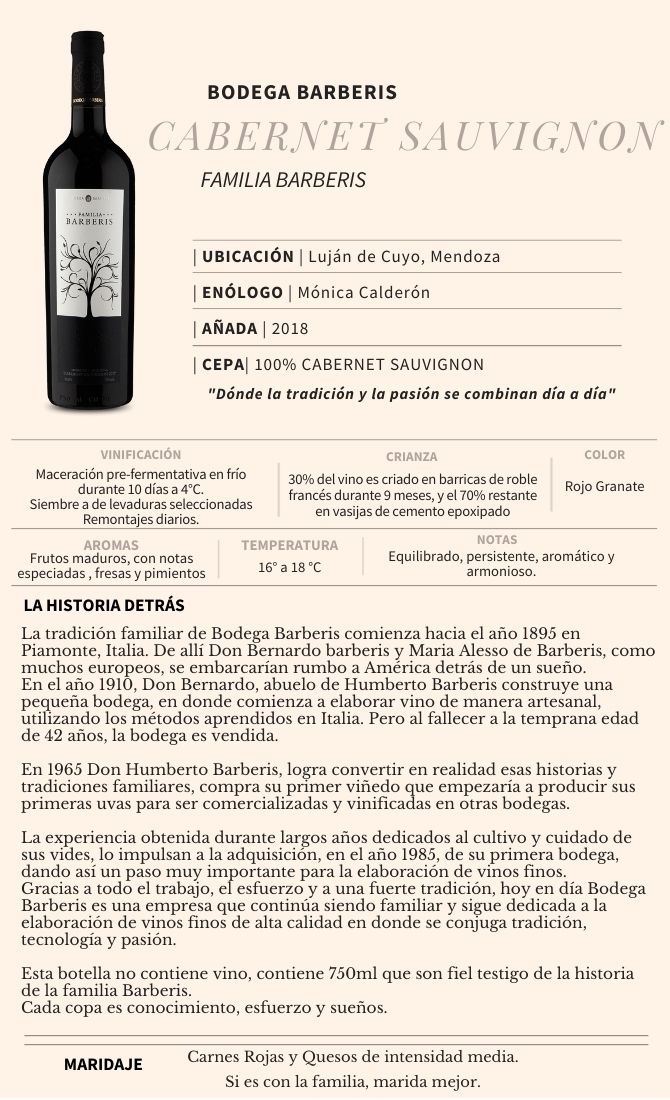 BODEGA BARBERIS
CABERNET SAUVIGNON
FAMILIA BARBERIS
FAMILIA
BARBERIS
| UBICACIÓN | Luján de Cuyo, Mendoza
| ENÓLOGO | Mónica Calderón
| AÑADA | 2018
| CEPA| 100% CABERNET SAUVIGNON
"Dónde la tradición y la pasión se combinan día a día"
VINIFICACIÓN
Maceración pre-fermentativa en frío
durante 10 días a 4°C.
Siembre a de levaduras seleccionadas
Remontajes diarios.
CRIANZA
30% del vino es criado en barricas de roble
francés durante 9 meses, y el 70% restante
en vasijas de cemento epoxipado
COLOR
Rojo Granate
AROMAS
Frutos maduros, con notas
especiadas , fresas y pimientos
TEMPERATURA
16° a 18 °C
NOTAS
Equilibrado, persistente, aromático y
armonioso.
LA HISTORIA DETRÁS
La tradición familiar de Bodega Barberis comienza hacia el año 1895 en
Piamonte, Italia. De allí Don Bernardo barberis y Maria Alesso de Barberis, como
muchos europeos, se embarcarían rumbo a América detrás de un sueño.
En el año 1910, Don Bernardo, abuelo de Humberto Barberis construye una
pequeña bodega, en donde comienza a elaborar vino de manera artesanal,
utilizando los métodos aprendidos en Italia. Pero al fallecer a la temprana edad
de 42 años, la bodega es vendida.
En 1965 Don Humberto Barberis, logra convertir en realidad esas historias y
tradiciones familiares, compra su primer viñedo que empezaría a producir sus
primeras uvas para ser comercializadas y vinificadas en otras bodegas.
La experiencia obtenida durante largos años dedicados al cultivo y cuidado de
sus vides, lo impulsan a la adquisición, en el año 1985, de su primera bodega,
dando así un paso muy importante para la elaboración de vinos finos.
Gracias a todo el trabajo, el esfuerzo y a una fuerte tradición, hoy en día Bodega
Barberis es una empresa que continúa siendo familiar y sigue dedicada a la
elaboración de vinos finos de alta calidad en donde se conjuga tradición,
tecnología y pasión.
Esta botella no contiene vino, contiene 750ml que son fiel testigo de la historia
de la familia Barberis.
Cada copa es conocimiento, esfuerzo y sueños.
MARIDAJE
Carnes Rojas y Quesos de intensidad media.
Si es con la familia, marida mejor.